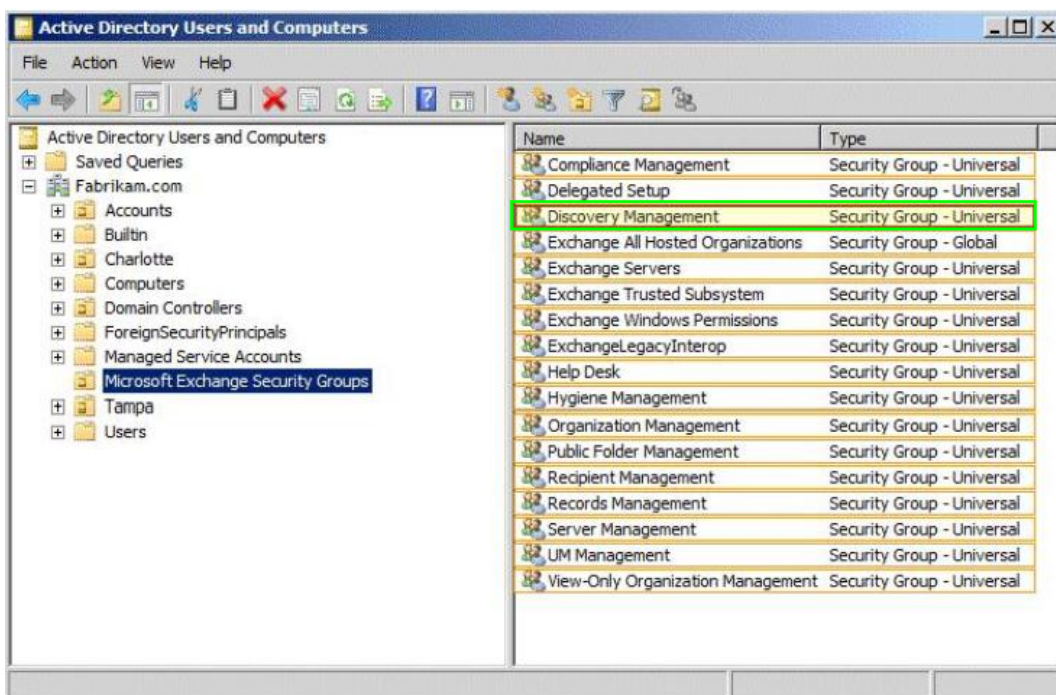 Active Directory Users and Computers
File Action View Help
Active Directory Users and Computers
Saved Queries
Fabrikam.com
Accounts
Builtin
Charlotte
Computers
Domain Controllers
ForeignSecurityPrincipals
Managed Service Accounts
Microsoft Exchange Security Groups
Tampa
Users
Name Type
Compliance Management Security Group - Universal
Delegated Setup Security Group - Universal
Discovery Management Security Group - Universal
Exchange All Hosted Organizations Security Group - Global
Exchange Servers Security Group - Universal
Exchange Trusted Subsystem Security Group - Universal
Exchange Windows Permissions Security Group - Universal
ExchangeLegacyInterop Security Group - Universal
Help Desk Security Group - Universal
Hygiene Management Security Group - Universal
Organization Management Security Group - Universal
Public Folder Management Security Group - Universal
Recipient Management Security Group - Universal
Records Management Security Group - Universal
Server Management Security Group - Universal
UM Management Security Group - Universal
View-Only Organization Management Security Group - Universal